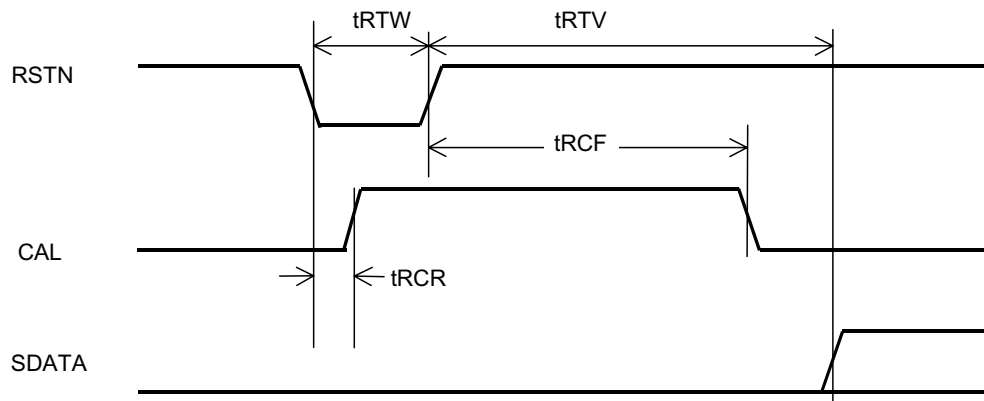 tRTW
tRTV
RSTN
tRCF
CAL
tRCR
SDATA